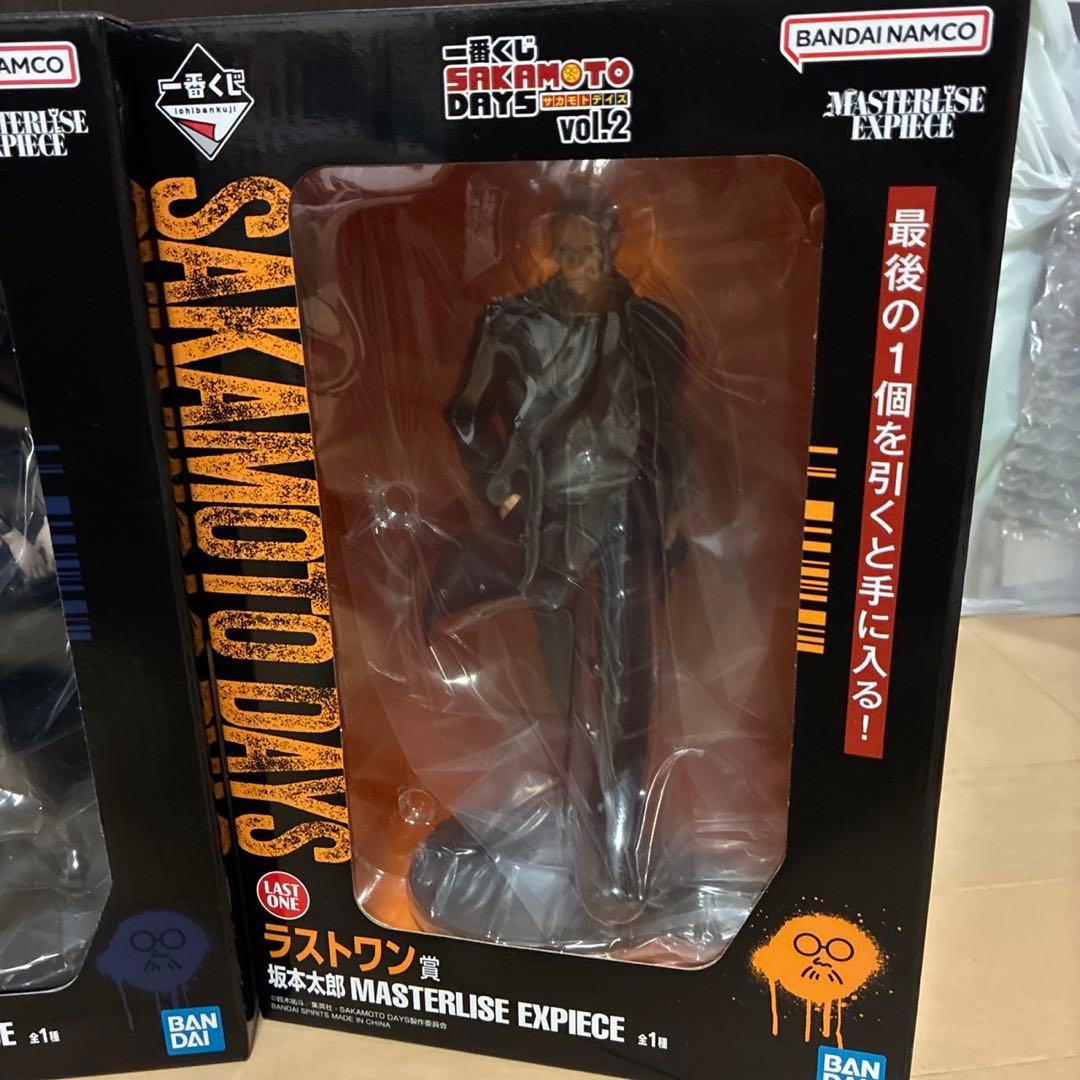 AMCO
TERLISE
XPIECE
E 全1種
BAN
DAI
一番くじ
ichibankuji
一番くじ
SAKAMOTO
DAYS サカモトデイズ
vol.2
BANDAI NAMCO
MASTERLISE
EXPIECE
SAKAMOTO DAYS
最後の1個を引くと手に入る!
LAST
ONE
ラストワン賞
坂本太郎 MASTERLISE EXPIECE 全1種
©鈴木祐斗/集英社・SAKAMOTO DAYS製作委員会
BANDAI SPIRITS MADE IN CHINA
BAN
DAI